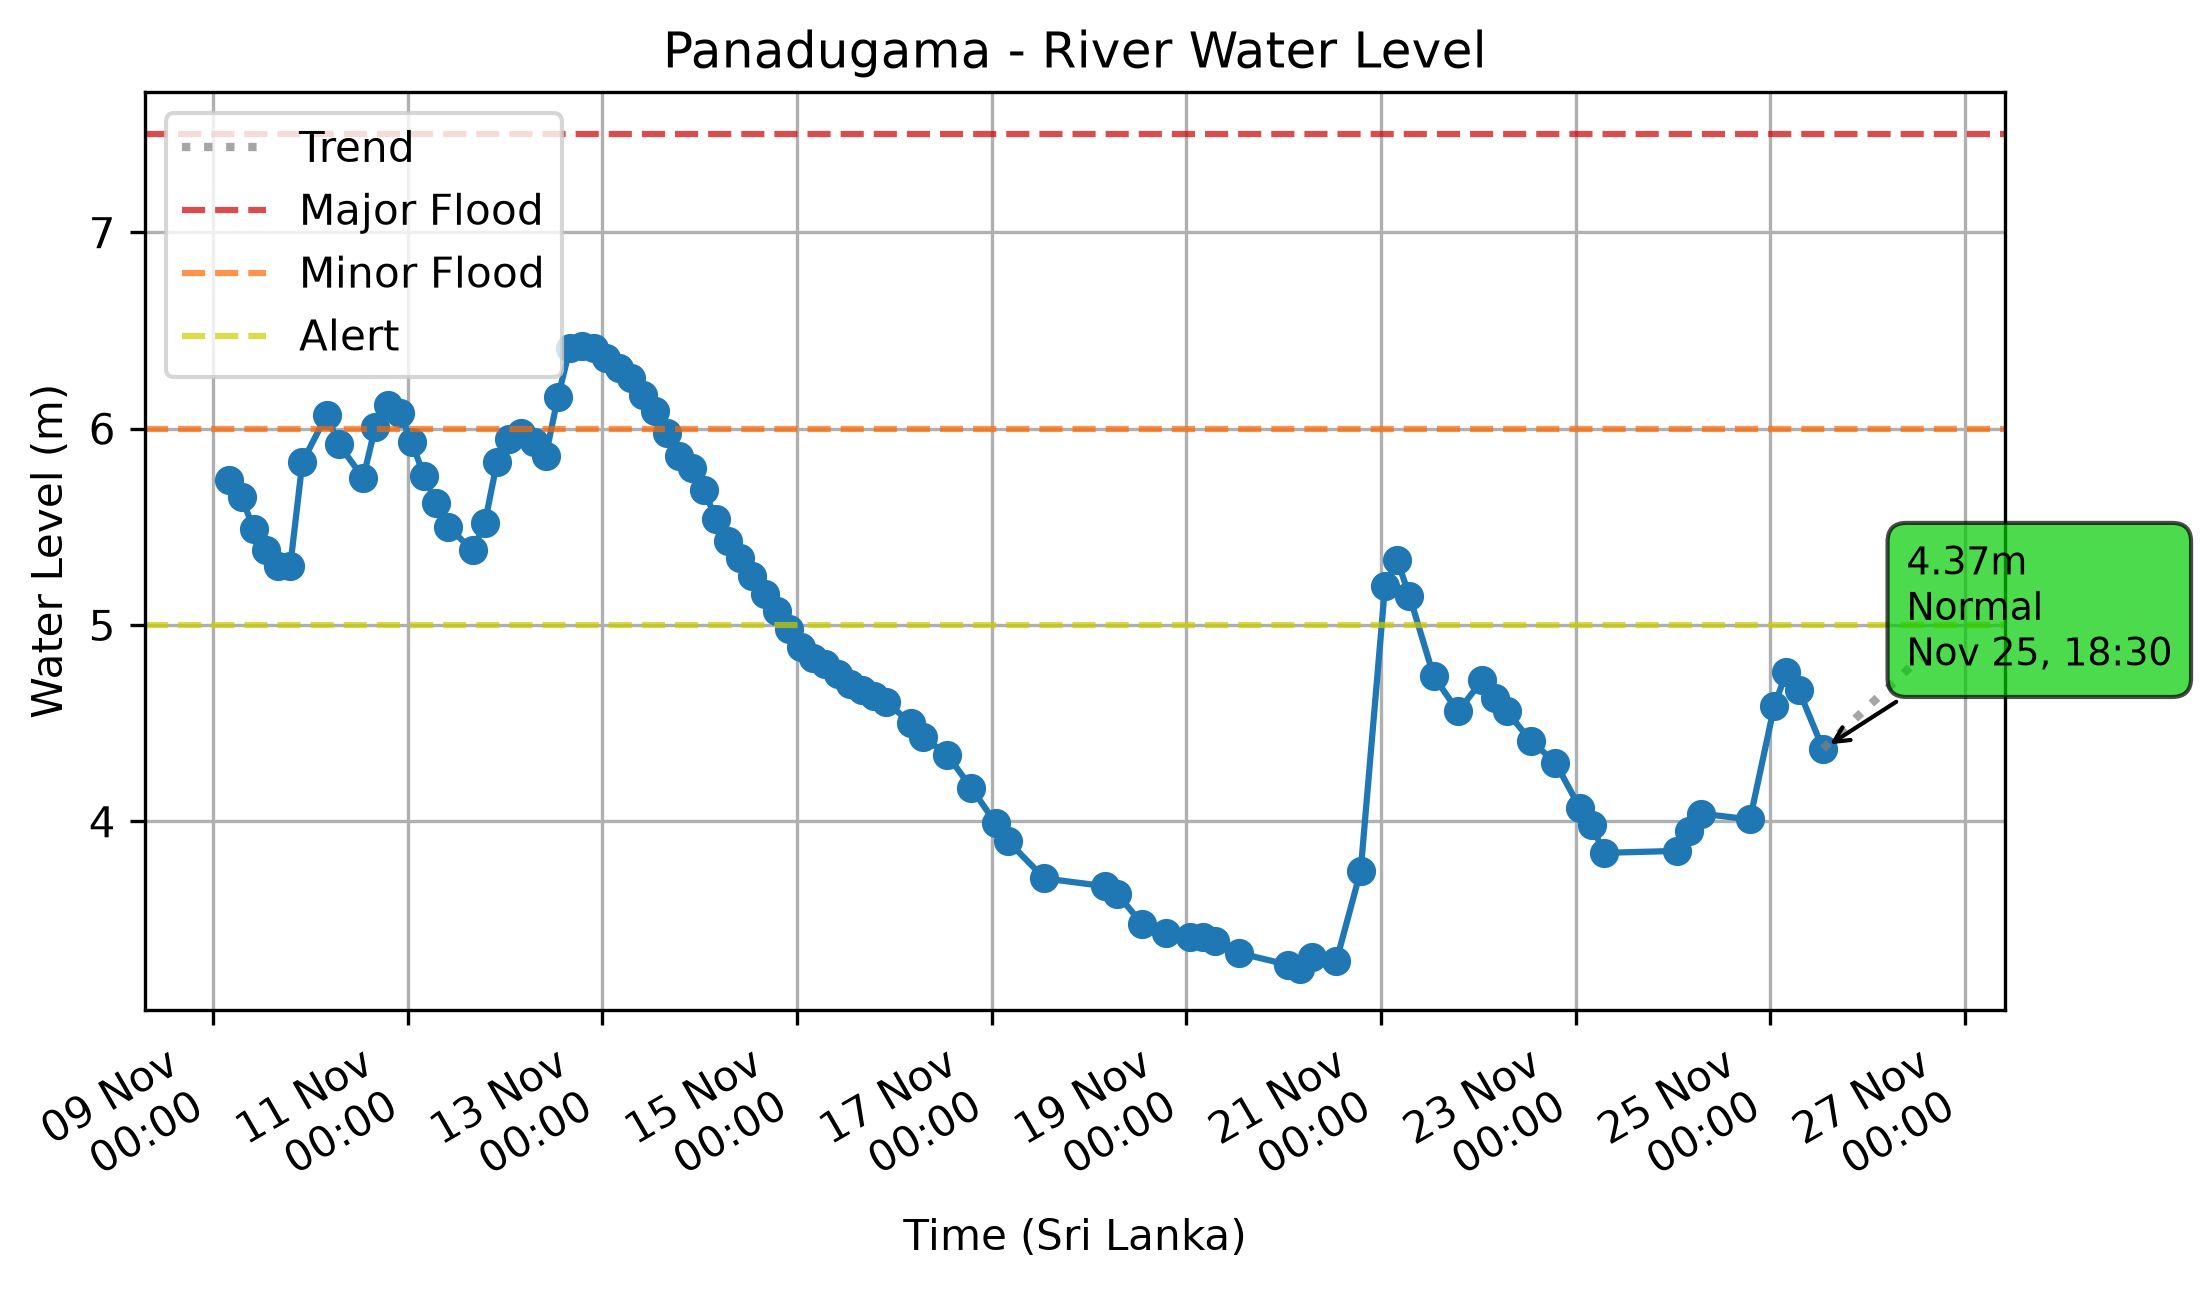 Panadugama - River Water Level
Trend
Major Flood
Minor Flood
Alert
7
6
5
4
Water Level (m)
4.37m
Normal
Nov 25, 18:30
09 Nov
00:00
11 Nov
00:00
13 Nov
00:00
15 Nov
00:00
17 Nov
00:00
19 Nov
00:00
21 Nov
00:00
23 Nov
00:00
25 Nov
00:00
27 Nov
00:00
Time (Sri Lanka)